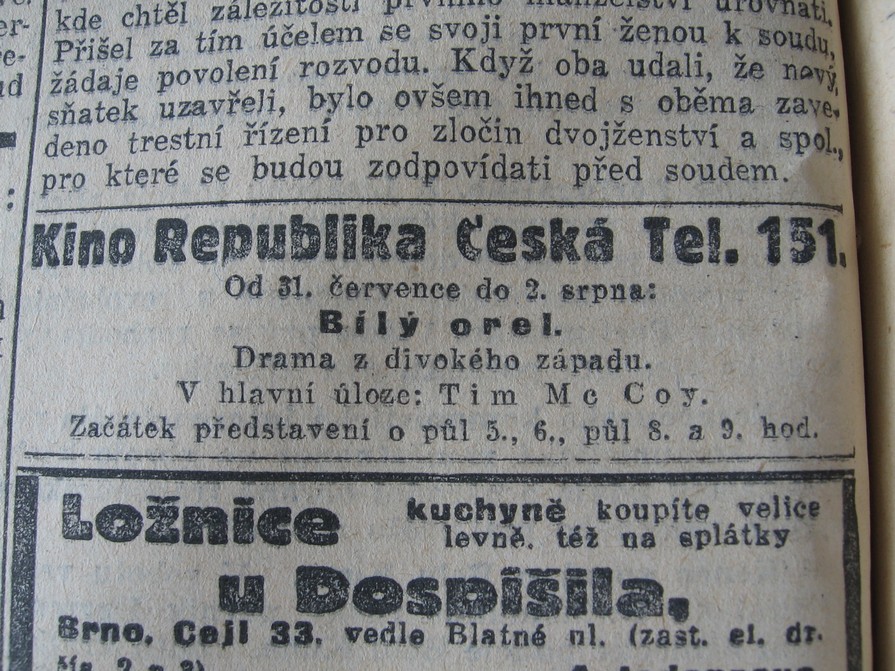 kde chtěl záležitosti prvního manželství urovnati.
Přišel za tím účelem se svoji první ženou k soudu,
žádaje povolení rozvodu. Když oba udali, že nový
sňatek uzavřeli, bylo ovšem ihned s oběma zave-
deno trestní řízení pro zločin dvojženství a spol.,
pro které se budou zodpovídati před soudem.
Kino Republika Česká Tel. 151.
Od 31. července do 2. srpna:
Bílý orel.
Drama z divokého západu.
V hlavní úloze: Tim Mc Coy.
Začátek představení o půl 5., 6., půl 8. a 9. hod.
Ložnice kuchyně koupíte velice
levně, též na splátky
u Dospíšila,
Brno, Cejl 33, vedle Blatné nl. (zast. el. dr.